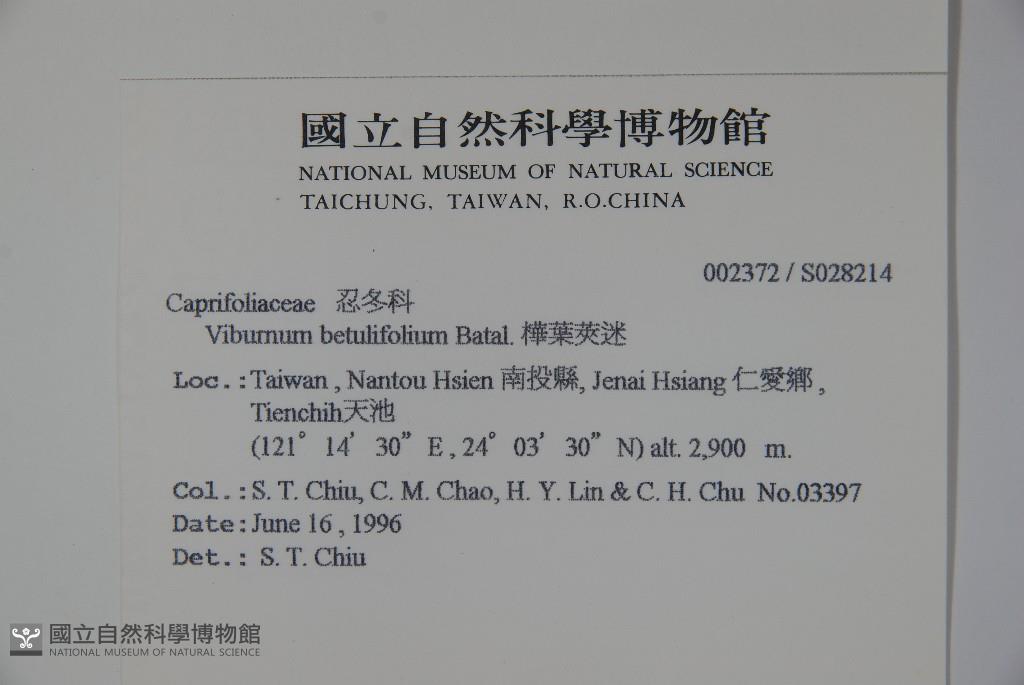 國立自然科學博物館
NATIONAL MUSEUM OF NATURAL SCIENCE
TAICHUNG, TAIWAN, R.O.CHINA
002372 / S028214
Caprifoliaceae 忍冬科
Viburnum betulifolium Batal. 樺葉莢迷
Loc.: Taiwan , Nantou Hsien 南投縣, Jenai Hsiang 仁愛鄉 ,
Tienchih天池
(121° 14' 30" E , 24° 03' 30" N) alt. 2,900 m.
Col.: S. T. Chiu, C. M. Chao, H. Y. Lin & C. H. Chu No.03397
Date: June 16 , 1996
Det.: S. T. Chiu
國立自然科學博物館
NATIONAL MUSEUM OF NATURAL SCIENCE